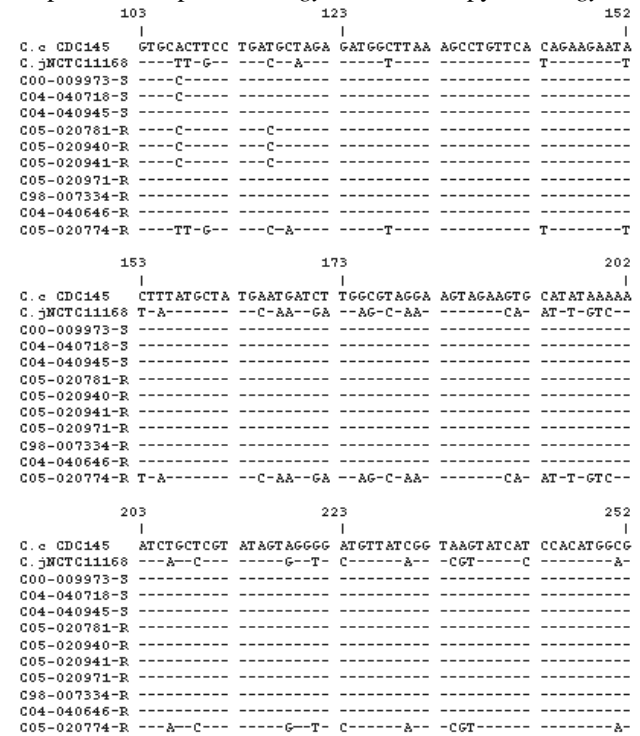 103 123 152
| | |
C.c CDC145 GTGCACTTCC TGATGCTAGA GATGGCTTAA AGCCTGTTCA CAGAAGAATA
C.jNCTC11168 ----TT-G-- ---C--A--- -----T---- ---------- T--------T
C00-009973-S ----C----- ---------- ---------- ---------- ----------
C04-040718-S ----C----- ---------- ---------- ---------- ----------
C04-040945-S ---------- ---------- ---------- ---------- ----------
C05-020781-R ----C----- ---C------ ---------- ---------- ----------
C05-020940-R ----C----- ---C------ ---------- ---------- ----------
C05-020941-R ----C----- ---C------ ---------- ---------- ----------
C05-020971-R ---------- ---------- ---------- ---------- ----------
C98-007334-R ---------- ---------- ---------- ---------- ----------
C04-040646-R ---------- ---------- ---------- ---------- ----------
C05-020774-R ----TT-G-- ---C-A---- -----T---- ---------- T--------T
153 173 202
| | |
C.c CDC145 CTTTATGCTA TGAATGATCT TGGCGTAGGA AGTAGAAGTG CATATAAAAA
C.jNCTC11168 T-A------- --C-AA--GA --AG-C-AA- -------CA- AT-T-GTC--
C00-009973-S ---------- ---------- ---------- ---------- ----------
C04-040718-S ---------- ---------- ---------- ---------- ----------
C04-040945-S ---------- ---------- ---------- ---------- ----------
C05-020781-R ---------- ---------- ---------- ---------- ----------
C05-020940-R ---------- ---------- ---------- ---------- ----------
C05-020941-R ---------- ---------- ---------- ---------- ----------
C05-020971-R ---------- ---------- ---------- ---------- ----------
C98-007334-R ---------- ---------- ---------- ---------- ----------
C04-040646-R ---------- ---------- ---------- ---------- ----------
C05-020774-R T-A------- --C-AA--GA --AG-C-AA- -------CA- AT-T-GTC--
203 223 252
| | |
C.c CDC145 ATCTGCTCGT ATAGTAGGGG ATGTTATCGG TAAGTATCAT CCACATGGCG
C.jNCTC11168 ---A--C--- -----G--T- C------A-- -CGT-----C --------A-
C00-009973-S ---------- ---------- ---------- ---------- ----------
C04-040718-S ---------- ---------- ---------- ---------- ----------
C04-040945-S ---------- ---------- ---------- ---------- ----------
C05-020781-R ---------- ---------- ---------- ---------- ----------
C05-020940-R ---------- ---------- ---------- ---------- ----------
C05-020941-R ---------- ---------- ---------- ---------- ----------
C05-020971-R ---------- ---------- ---------- ---------- ----------
C98-007334-R ---------- ---------- ---------- ---------- ----------
C04-040646-R ---------- ---------- ---------- ---------- ----------
C05-020774-R ---A--C--- -----G--T- C------A-- -CGT------ --------A-